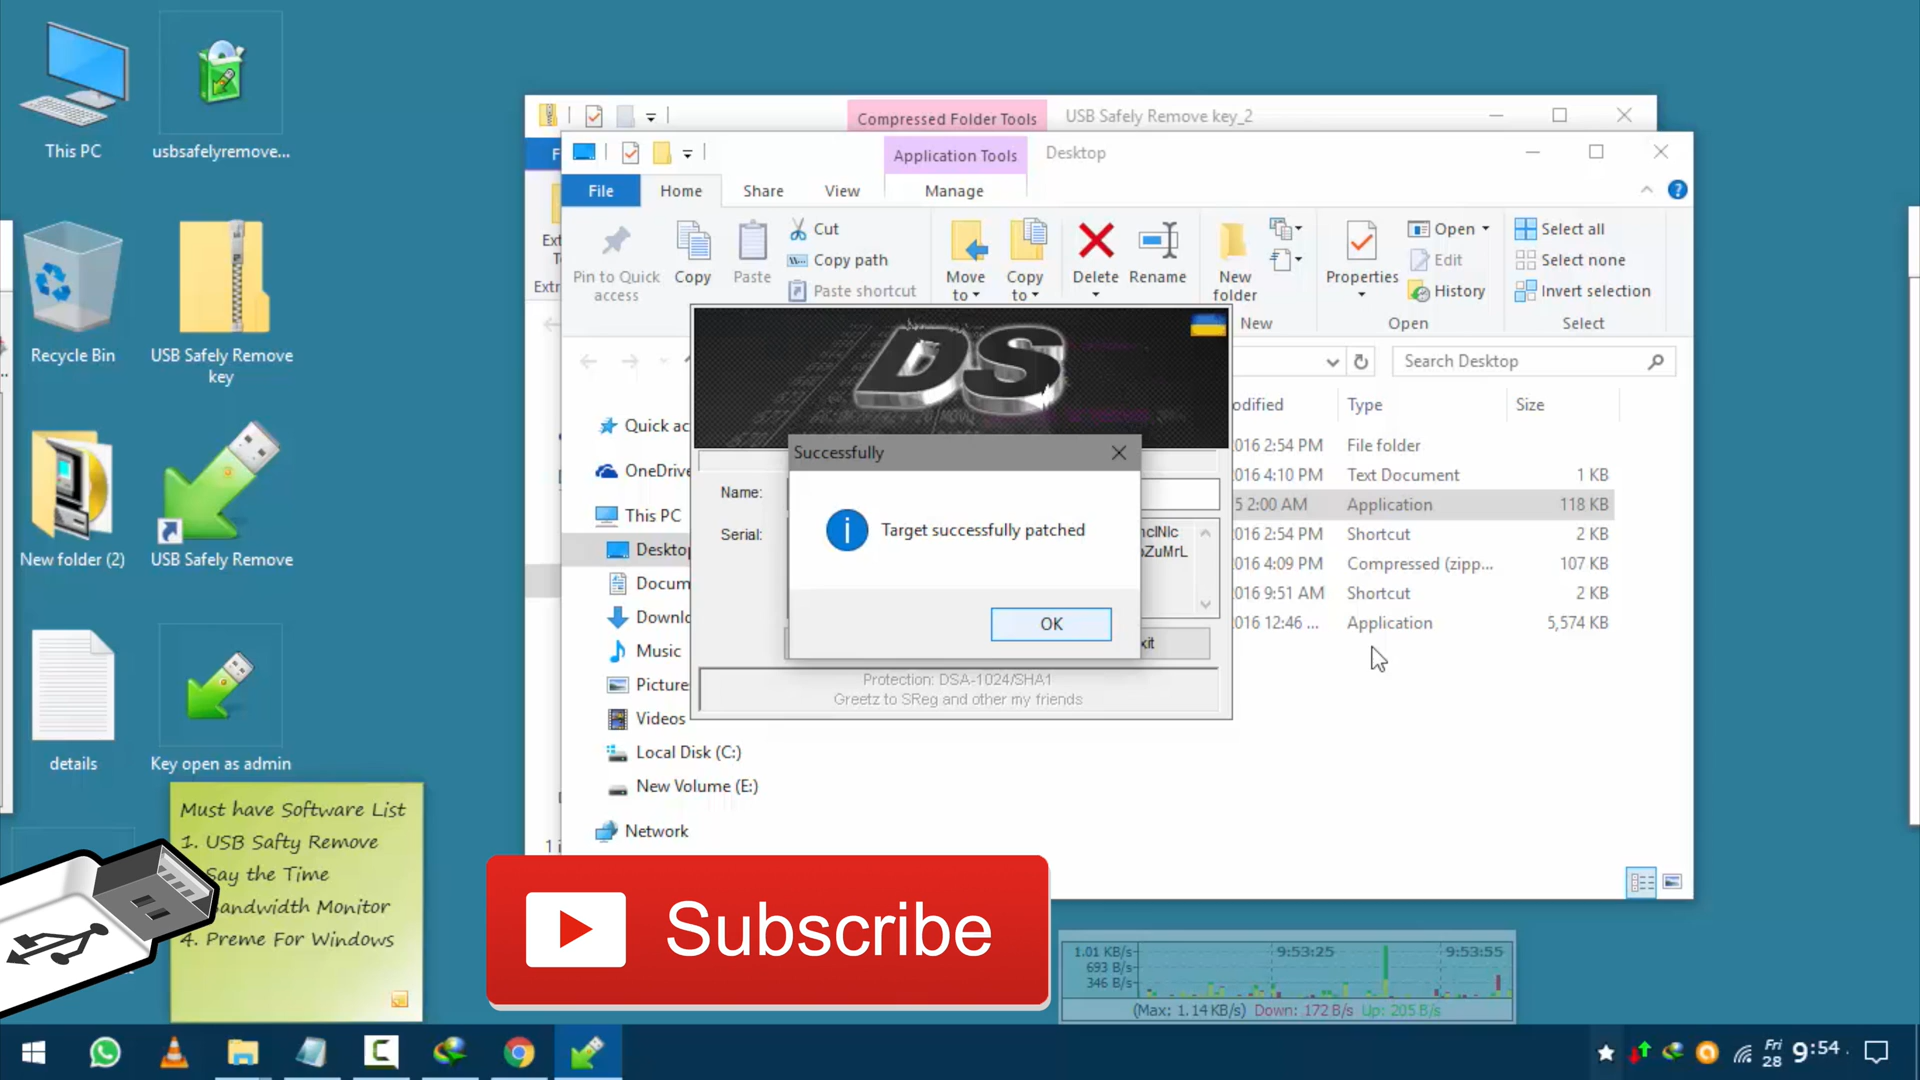 This PC
usbsafelyremove...
Recycle Bin
USB Safely Remove
key
New folder (2)
USB Safely Remove
details
Key open as admin
Must have Software List
1. USB Safty Remove
Say the Time
andwidth Monitor
4. Preme For Windows
Compressed Folder Tools
USB Safely Remove key_2
Application Tools
Desktop
File
Home
Share
View
Manage
Pin to Quick
access
Copy
Paste
Cut
Copy path
Paste shortcut
Move
to
Copy
to
Delete
Rename
New
folder
Properties
Open
Edit
History
Select all
Select none
Invert selection
Extr
New
Open
Select
Search Desktop
odified
Type
Size
016 2:54 PM File folder
016 4:10 PM Text Document 1 KB
5 2:00 AM Application 118 KB
016 2:54 PM Shortcut 2 KB
016 4:09 PM Compressed (zipp... 107 KB
016 9:51 AM Shortcut 2 KB
016 12:46 ... Application 5,574 KB
Quick ac
OneDrive
This PC
Desktop
Docum
Downlo
Music
Picture
Videos
Local Disk (C:)
New Volume (E:)
Network
1 i
DS
Name:
Serial:
Successfully
Target successfully patched
OK
ncINlc
ZuMrL
xit
Protection: DSA-1024/SHA1
Greetz to SReg and other my friends
Subscribe
1.01 KB/s
693 B/s
346 B/s
9:53:25
9:53:55
(Max: 1.14 KB/s) Down: 172 B/s Up: 205 B/s
Fri
28
9:54